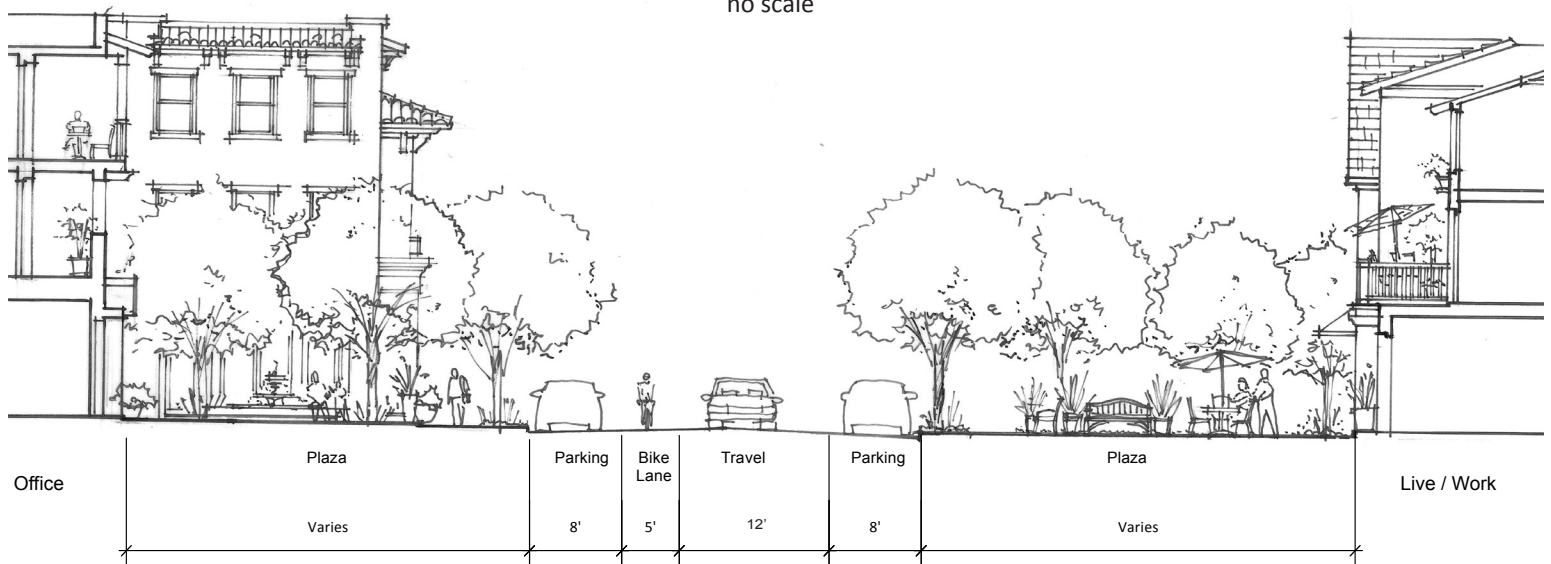 no scale
Office
Plaza
Parking
Bike
Lane
Travel
Parking
Plaza
Live / Work
Varies
8'
5'
12'
8'
Varies